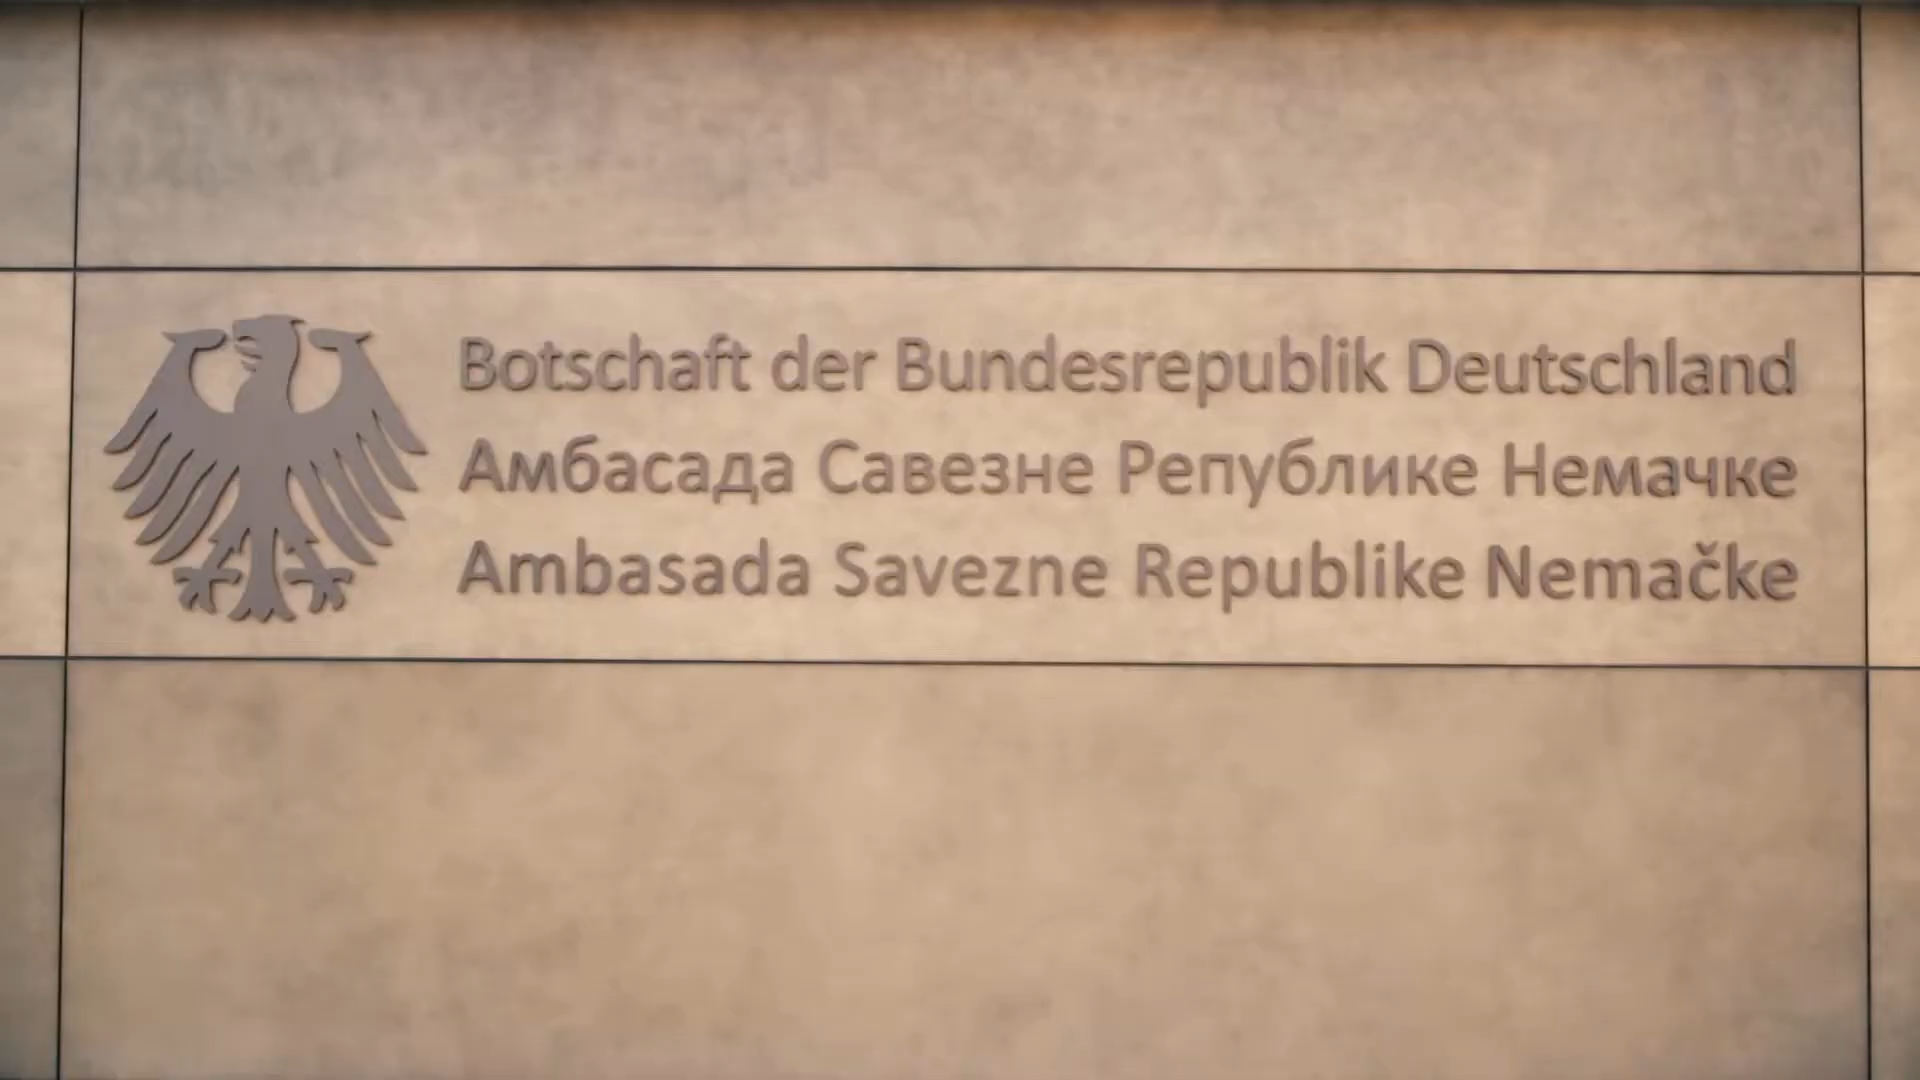 Botschaft der Bundesrepublik Deutschland
Амбасада Савезне Републике Немачке
Ambasada Savezne Republike Nemačke